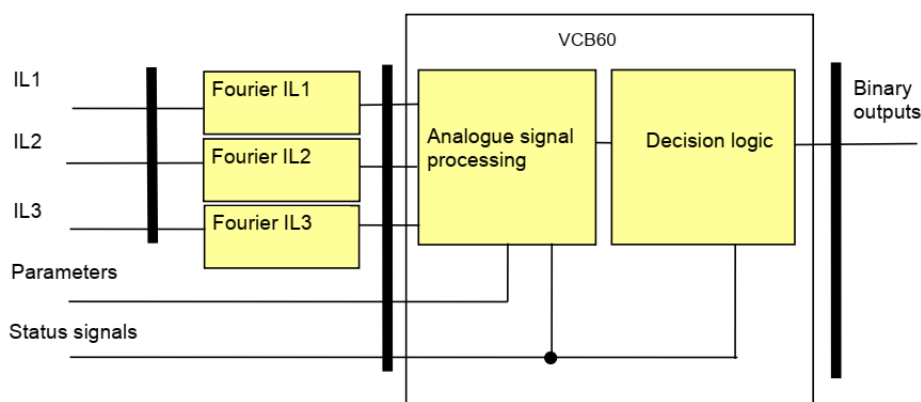 VCB60
IL1
Fourier IL1
IL2
Fourier IL2
IL3
Fourier IL3
Analogue signal
processing
Decision logic
Binary
outputs
Parameters
Status signals